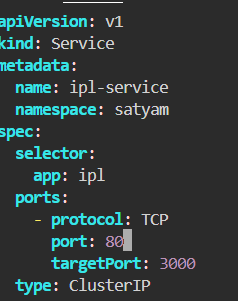 apiVersion: v1
kind: Service
metadata:
  name: ipl-service
  namespace: satyam
spec:
  selector:
    app: ipl
  ports:
    - protocol: TCP
      port: 80
      targetPort: 3000
  type: ClusterIP